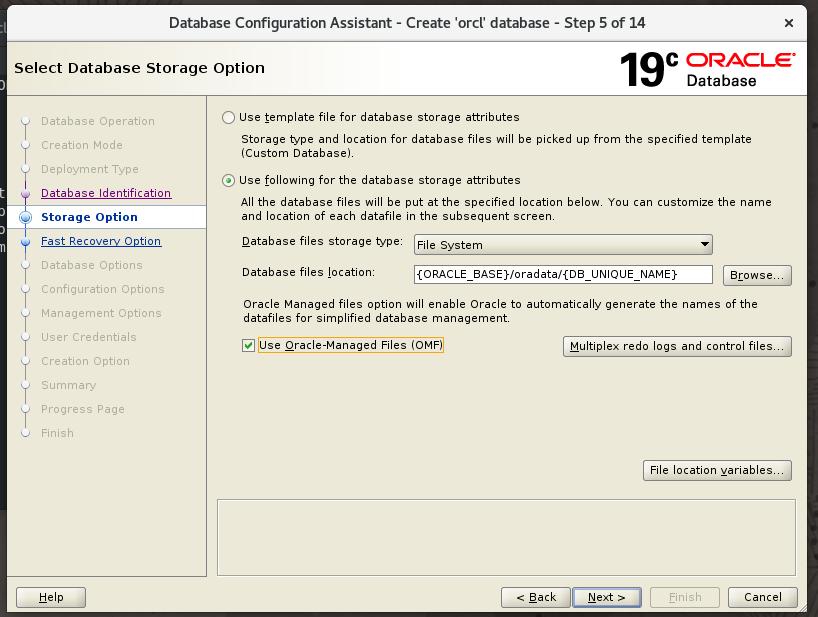 Database Configuration Assistant - Create 'orcl' database - Step 5 of 14
Select Database Storage Option
19c ORACLE
Database
Database Operation
Creation Mode
Deployment Type
Database Identification
Storage Option
Fast Recovery Option
Database Options
Configuration Options
Management Options
User Credentials
Creation Option
Summary
Progress Page
Finish
Use template file for database storage attributes
Storage type and location for database files will be picked up from the specified template
(Custom Database).
Use following for the database storage attributes
All the database files will be put at the specified location below. You can customize the name
and location of each datafile in the subsequent screen.
Database files storage type: File System
Database files location: {ORACLE_BASE}/oradata/{DB_UNIQUE_NAME} Browse...
Oracle Managed files option will enable Oracle to automatically generate the names of the
datafiles for simplified database management.
Use Oracle-Managed Files (OMF) Multiplex redo logs and control files...
File location variables...
Help < Back Next > Finish Cancel